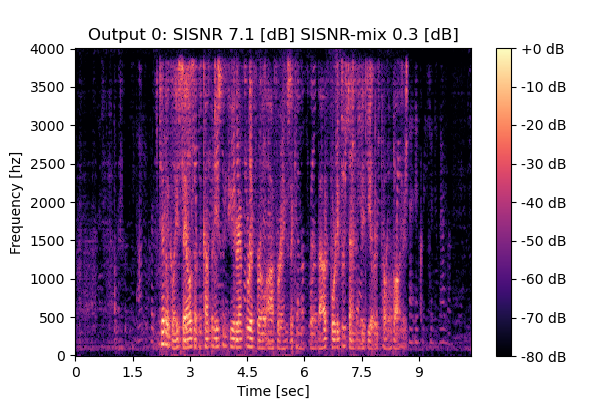 Output 0: SISNR 7.1 [dB] SISNR-mix 0.3 [dB]
4000
3500
3000
2500
2000
1500
1000
500
0
Frequency [hz]
0 1.5 3 4.5 6 7.5 9
Time [sec]
+0 dB
-10 dB
-20 dB
-30 dB
-40 dB
-50 dB
-60 dB
-70 dB
-80 dB